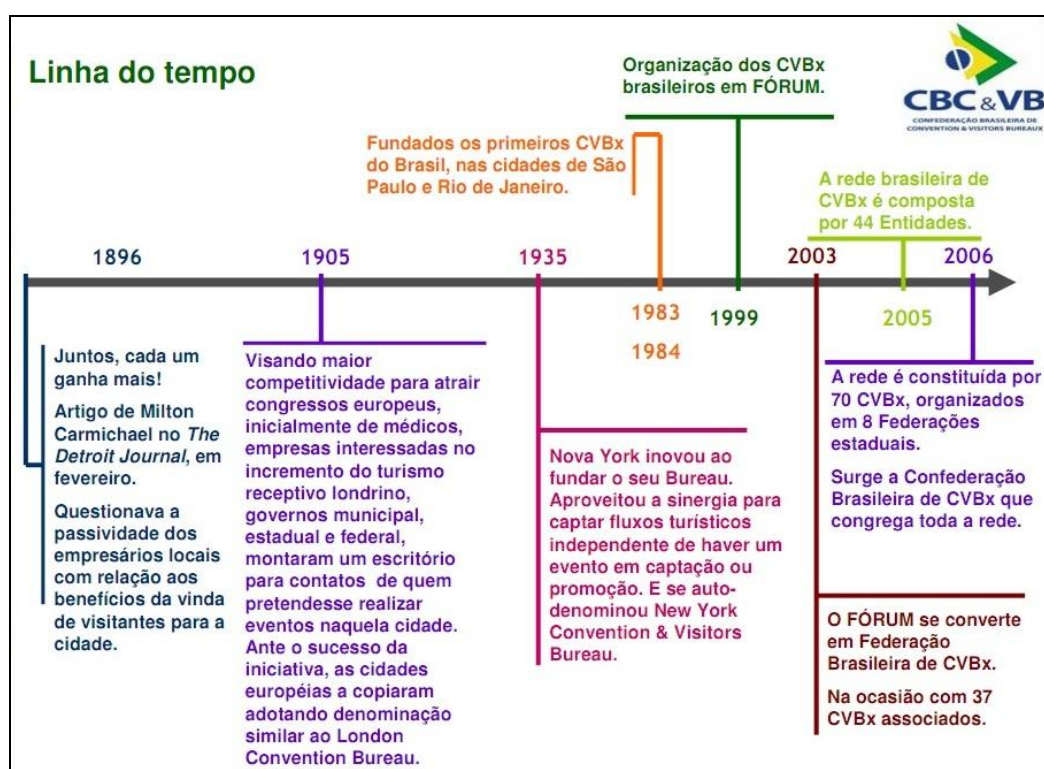 Linha do tempo
CBC & VB
CONFEDERAÇÃO BRASILEIRA DE
CONVENTION & VISITORS BUREAUX
Organização dos CVBx
brasileiros em FÓRUM.
Fundados os primeiros CVBx
do Brasil, nas cidades de São
Paulo e Rio de Janeiro.
A rede brasileira de
CVBx é composta
por 44 Entidades.
1896
1905
1935
2003
2006
1983
1984
1999
2005
Juntos, cada um
ganha mais!
Artigo de Milton
Carmichael no The
Detroit Journal, em
fevereiro.
Questionava a
passividade dos
empresários locais
com relação aos
benefícios da vinda
de visitantes para a
cidade.
Visando maior
competitividade para atrair
congressos europeus,
inicialmente de médicos,
empresas interessadas no
incremento do turismo
receptivo londrino,
governos municipal,
estadual e federal,
montaram um escritório
para contatos de quem
pretendesse realizar
eventos naquela cidade.
Ante o sucesso da
iniciativa, as cidades
européias a copiaram
adotando denominação
similar ao London
Convention Bureau.
Nova York inovou ao
fundar o seu Bureau.
Aproveitou a sinergia para
captar fluxos turísticos
independente de haver um
evento em captação ou
promoção. E se auto-
denominou New York
Convention & Visitors
Bureau.
A rede é constituída por
70 CVBx, organizados
em 8 Federações
estaduais.
Surge a Confederação
Brasileira de CVBx que
congrega toda a rede.
O FÓRUM se converte
em Federação
Brasileira de CVBx.
Na ocasião com 37
CVBx associados.